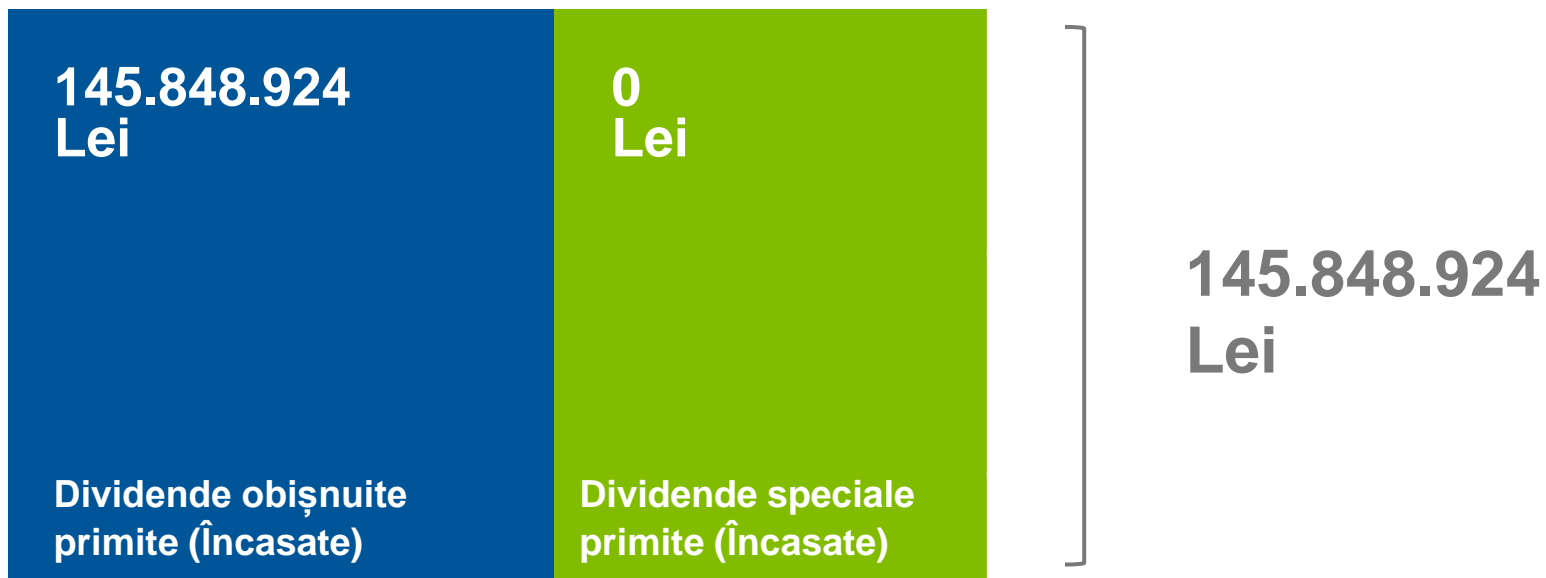 145.848.924
Lei
Dividende obișnuite
primite (Încasate)
0
Lei
Dividende speciale
primite (Încasate)
145.848.924
Lei